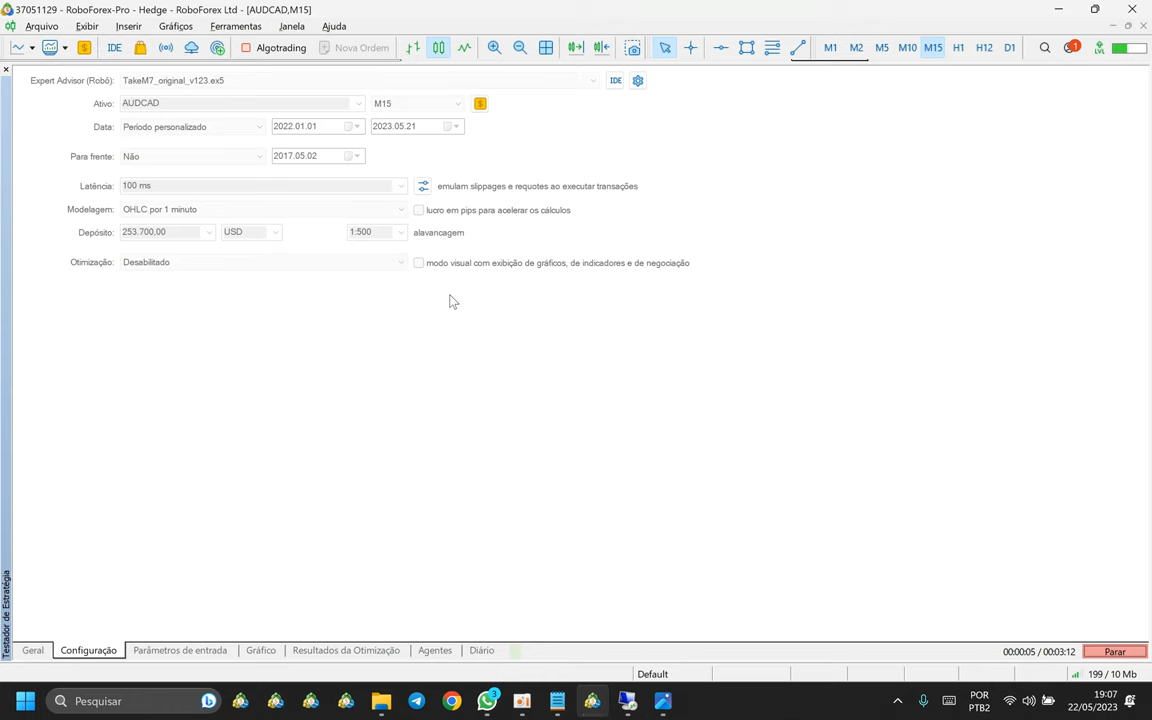 37051129 - RoboForex-Pro - Hedge - RoboForex Ltd - [AUDCAD,M15]
Arquivo Exibir Inserir Gráficos Ferramentas Janela Ajuda
IDE Algotrading Nova Ordem M1 M2 M5 M10 M15 H1 H12 D1 1 LVL
Expert Advisor (Robô): TakeM7_original_v123.ex5 IDE
Ativo: AUDCAD M15
Data: Período personalizado 2022.01.01 2023.05.21
Para frente: Não 2017.05.02
Latência: 100 ms emulam slippages e requotes ao executar transações
Modelagem: OHLC por 1 minuto lucro em pips para acelerar os cálculos
Depósito: 253.700,00 USD 1:500 alavancagem
Otimização: Desabilitado modo visual com exibição de gráficos, de indicadores e de negociação
Testador de Estratégia
Geral Configuração Parâmetros de entrada Gráfico Resultados da Otimização Agentes Diário 00:00:05 / 00:03:12 Parar
Default 199 / 10 Mb
Pesquisar 3 POR 19:07
PTB2 22/05/2023